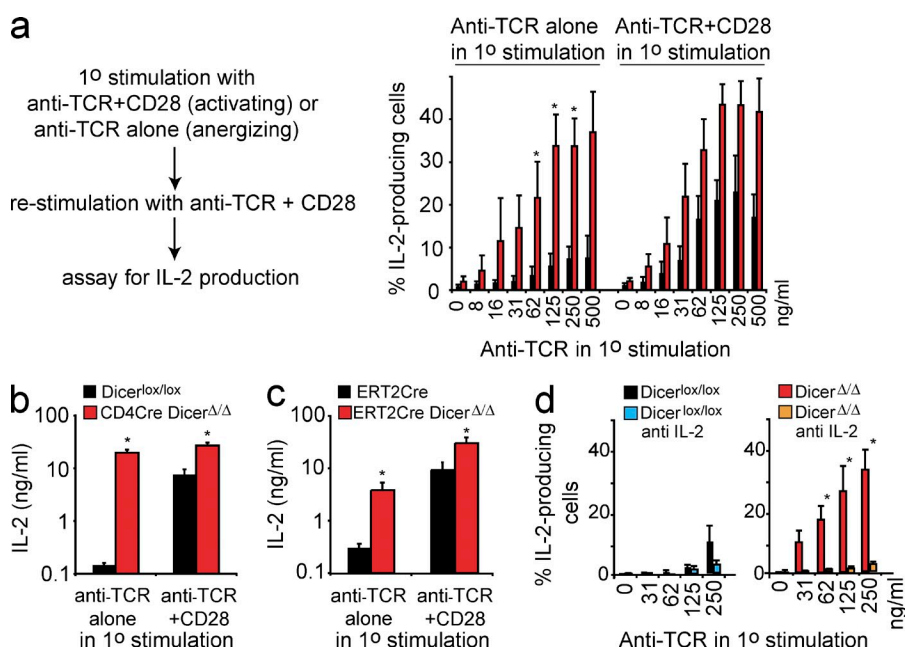 a
1º stimulation with
anti-TCR+CD28 (activating) or
anti-TCR alone (anergizing)
re-stimulation with anti-TCR + CD28
assay for IL-2 production
Anti-TCR alone
in 1º stimulation
Anti-TCR+CD28
in 1º stimulation
% IL-2-producing cells
40
30
20
10
0
* * *
0 8 16 31 62 125 250 500
0 8 16 31 62 125 250 500 ng/ml
Anti-TCR in 1º stimulation
b
Dicerlox/lox
CD4Cre DicerΔ/Δ
IL-2 (ng/ml)
100
10
1
0.1
* *
anti-TCR
alone
anti-TCR
+CD28
in 1º stimulation
c
ERT2Cre
ERT2Cre DicerΔ/Δ
IL-2 (ng/ml)
100
10
1
0.1
* *
anti-TCR
alone
anti-TCR
+CD28
in 1º stimulation
d
Dicerlox/lox
Dicerlox/lox
anti IL-2
DicerΔ/Δ
DicerΔ/Δ
anti IL-2
% IL-2-producing
cells
40
20
0
0 31 62 125 250
40
20
0
* * *
0 31 62 125 250 ng/ml
Anti-TCR in 1º stimulation